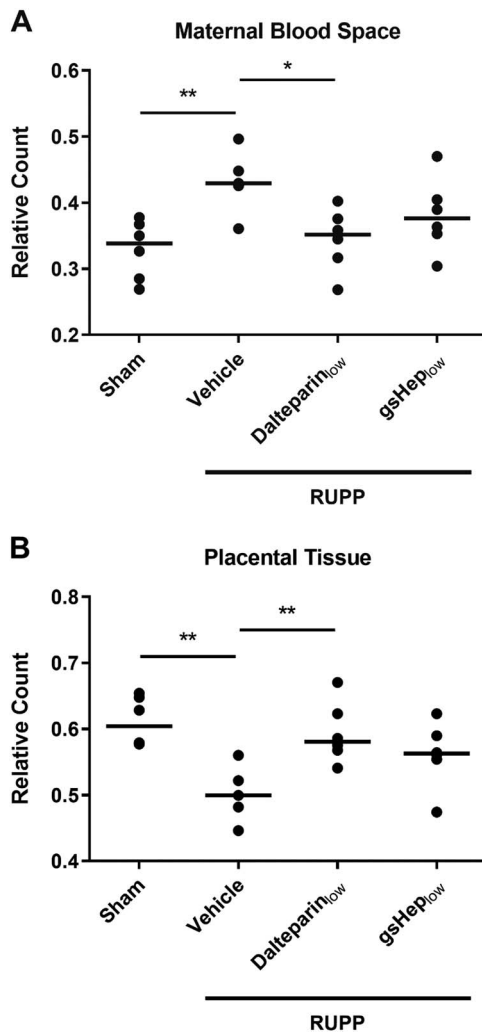 A
Maternal Blood Space
Relative Count
0.6
0.5
0.4
0.3
0.2
**
*
Sham
Vehicle
Dalteparinlow
gsHeplow
RUPP
B
Placental Tissue
Relative Count
0.8
0.7
0.6
0.5
0.4
**
**
Sham
Vehicle
Dalteparinlow
gsHeplow
RUPP